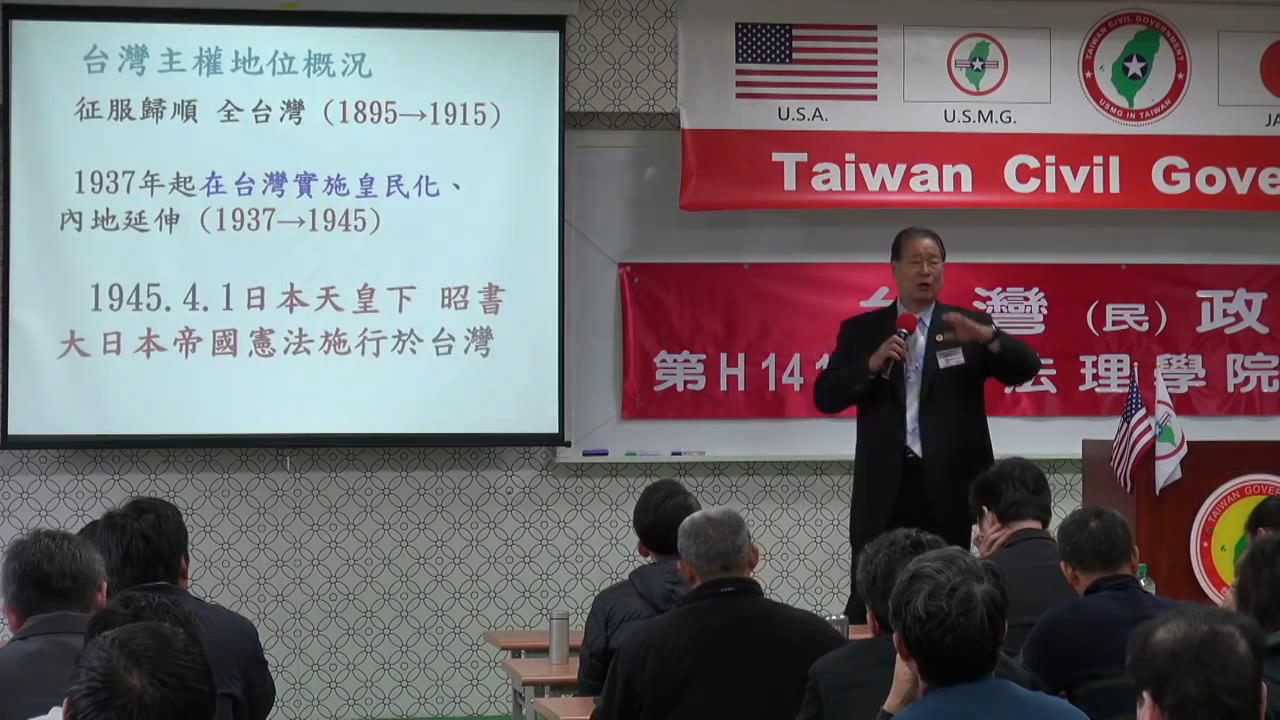 台灣主權地位概況
征服歸順 全台灣 (1895→1915)
1937年起在台灣實施皇民化、
內地延伸 (1937→1945)
1945.4.1日本天皇下 昭書
大日本帝國憲法施行於台灣
U.S.A.
U.S.M.G.
TAIWAN CIVIL GOVERNMENT
USMG IN TAIWAN
JA
Taiwan Civil Gove
灣 (民) 政
第H141
法理學院
TAIWAN GOVER